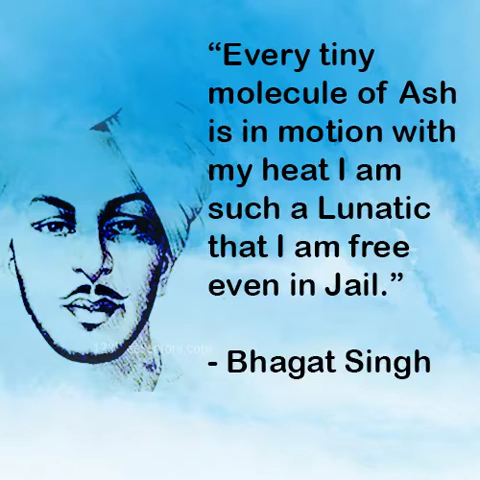 “Every tiny
molecule of Ash
is in motion with
my heat I am
such a Lunatic
that I am free
even in Jail.”
- Bhagat Singh